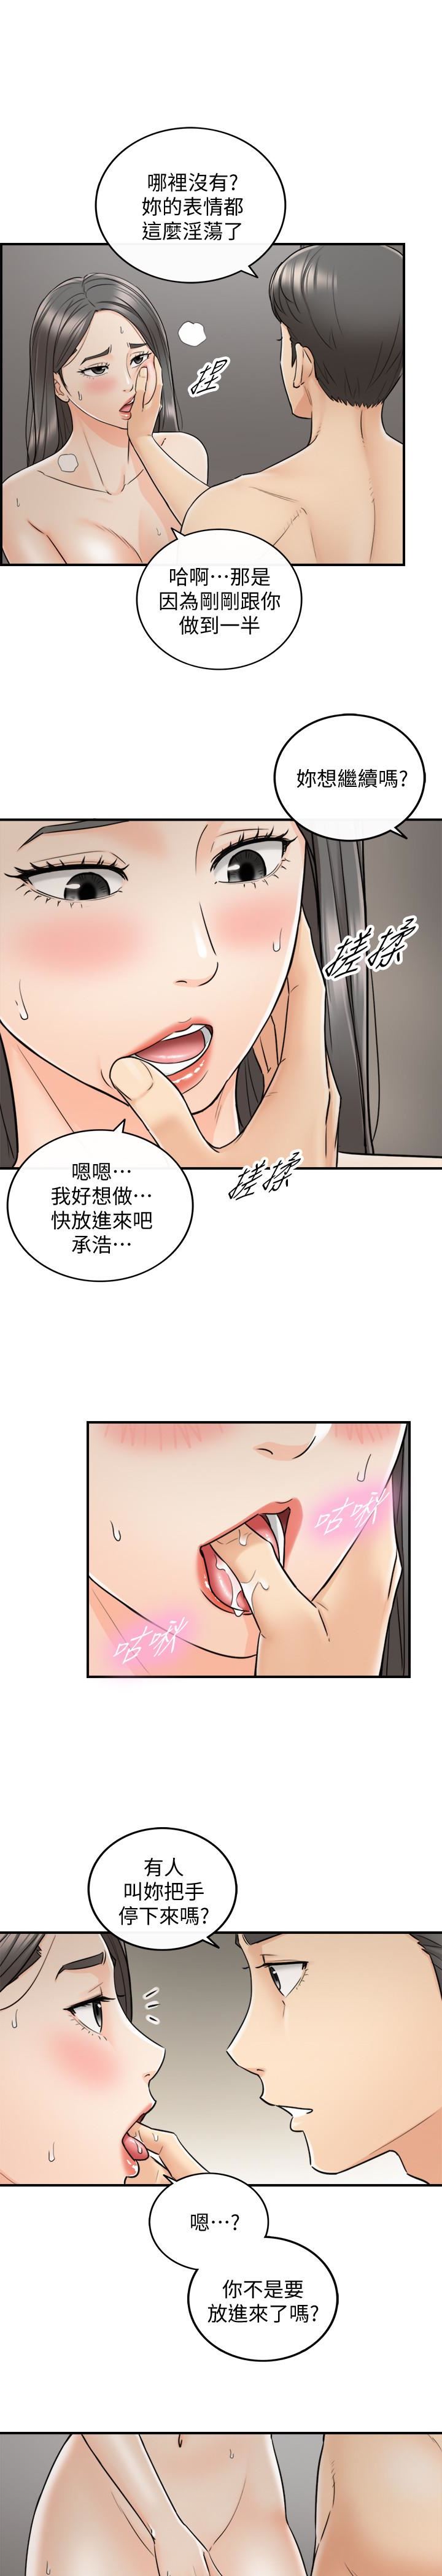 哪裡沒有?
妳的表情都
這麼淫蕩了
捏
哈啊⋯那是
因為剛剛跟你
做到一半
妳想繼續嗎?
搓揉
嗯嗯⋯
我好想做⋯
快放進來吧
承浩⋯
搓揉
咕啾
咕啾
有人
叫妳把手
停下來嗎?
嗯⋯?
你不是要
放進來了嗎?